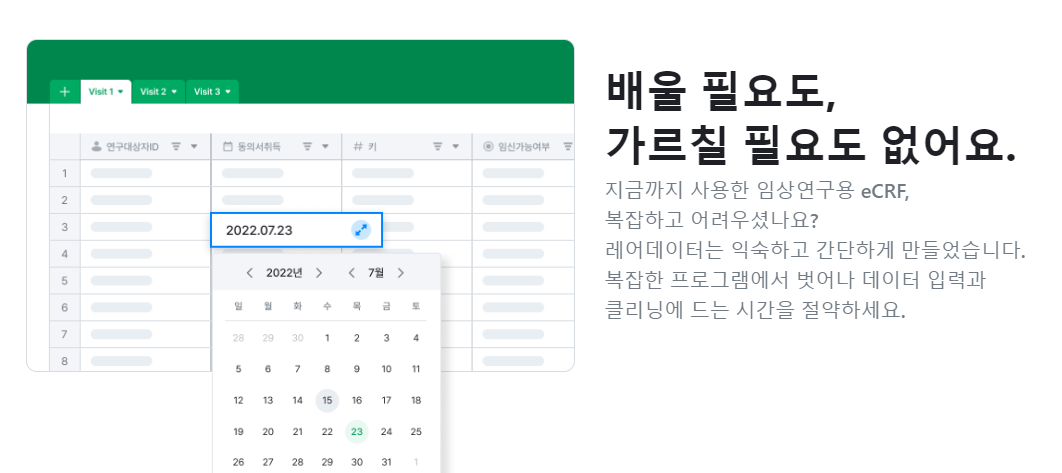 Visit 1
Visit 2
Visit 3
연구대상자ID
동의서취득
# 키
임신가능여부
1
2
3
2022.07.23
4
5
6
7
8
2022년
7월
일 월 화 수 목 금 토
28 29 30 1 2 3 4
5 6 7 8 9 10 11
12 13 14 15 16 17 18
19 20 21 22 23 24 25
26 27 28 29 30 31 1
배울 필요도,
가르칠 필요도 없어요.
지금까지 사용한 임상연구용 eCRF,
복잡하고 어려우셨나요?
레어데이터는 익숙하고 간단하게 만들었습니다.
복잡한 프로그램에서 벗어나 데이터 입력과
클리닝에 드는 시간을 절약하세요.